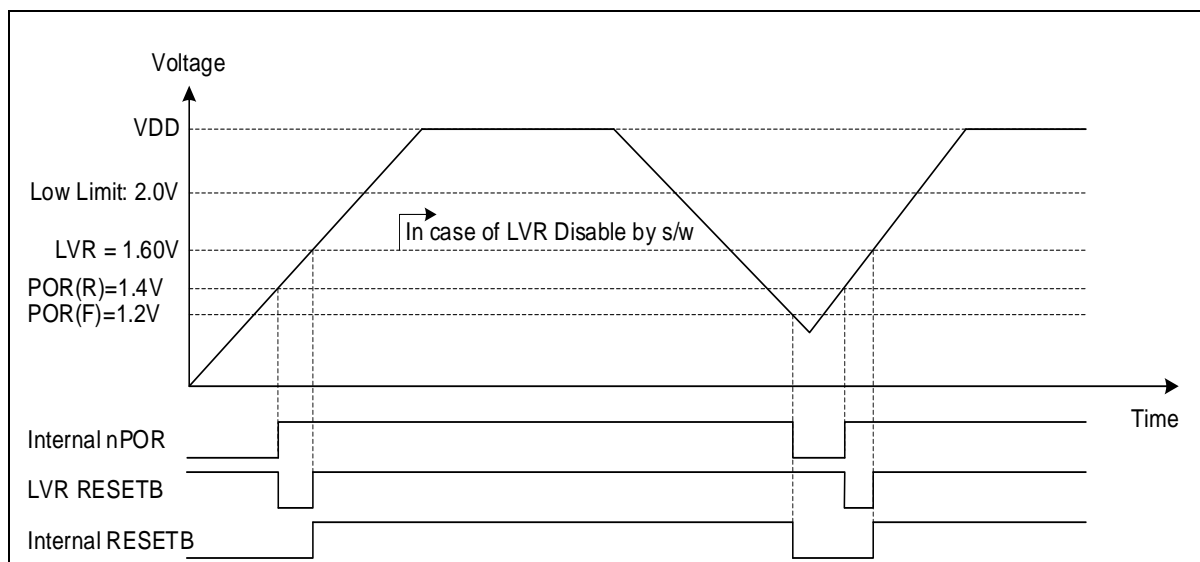 Voltage
VDD
Low Limit: 2.0V
In case of LVR Disable by s/w
LVR = 1.60V
POR(R)=1.4V
POR(F)=1.2V
Time
Internal nPOR
LVR RESETB
Internal RESETB